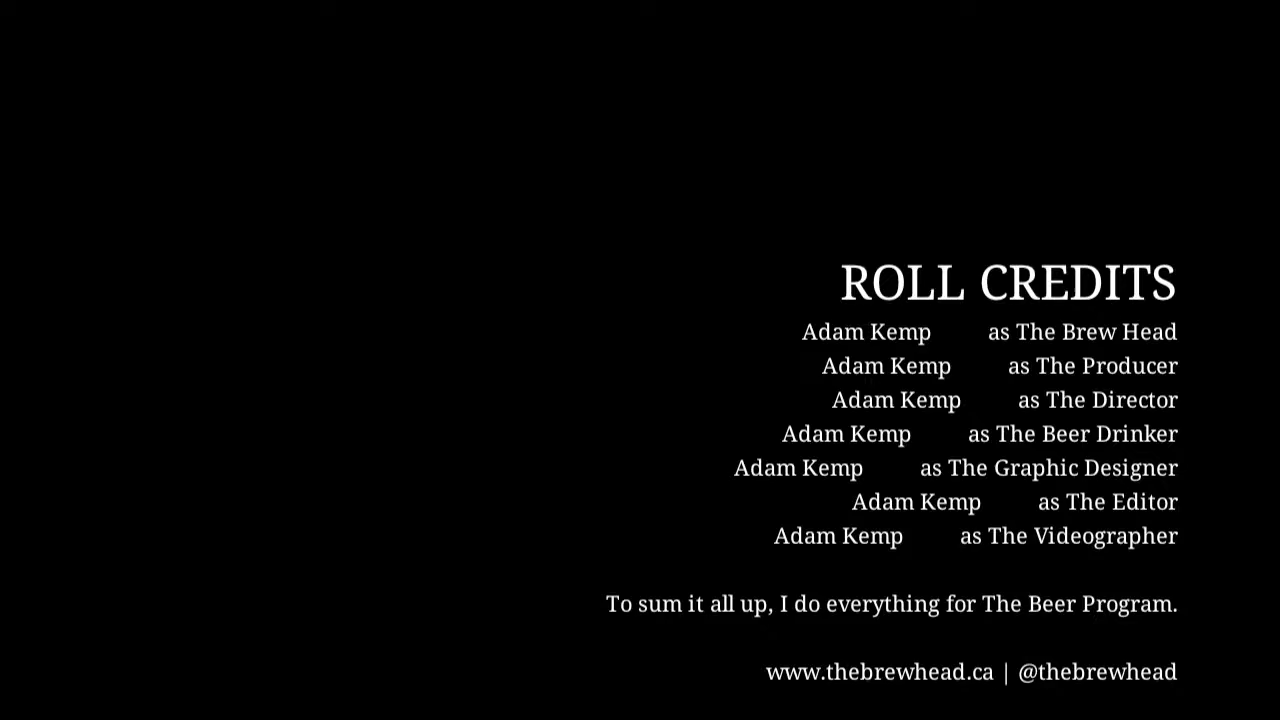 ROLL CREDITS
Adam Kemp as The Brew Head
Adam Kemp as The Producer
Adam Kemp as The Director
Adam Kemp as The Beer Drinker
Adam Kemp as The Graphic Designer
Adam Kemp as The Editor
Adam Kemp as The Videographer
To sum it all up, I do everything for The Beer Program.
www.thebrewhead.ca | @thebrewhead